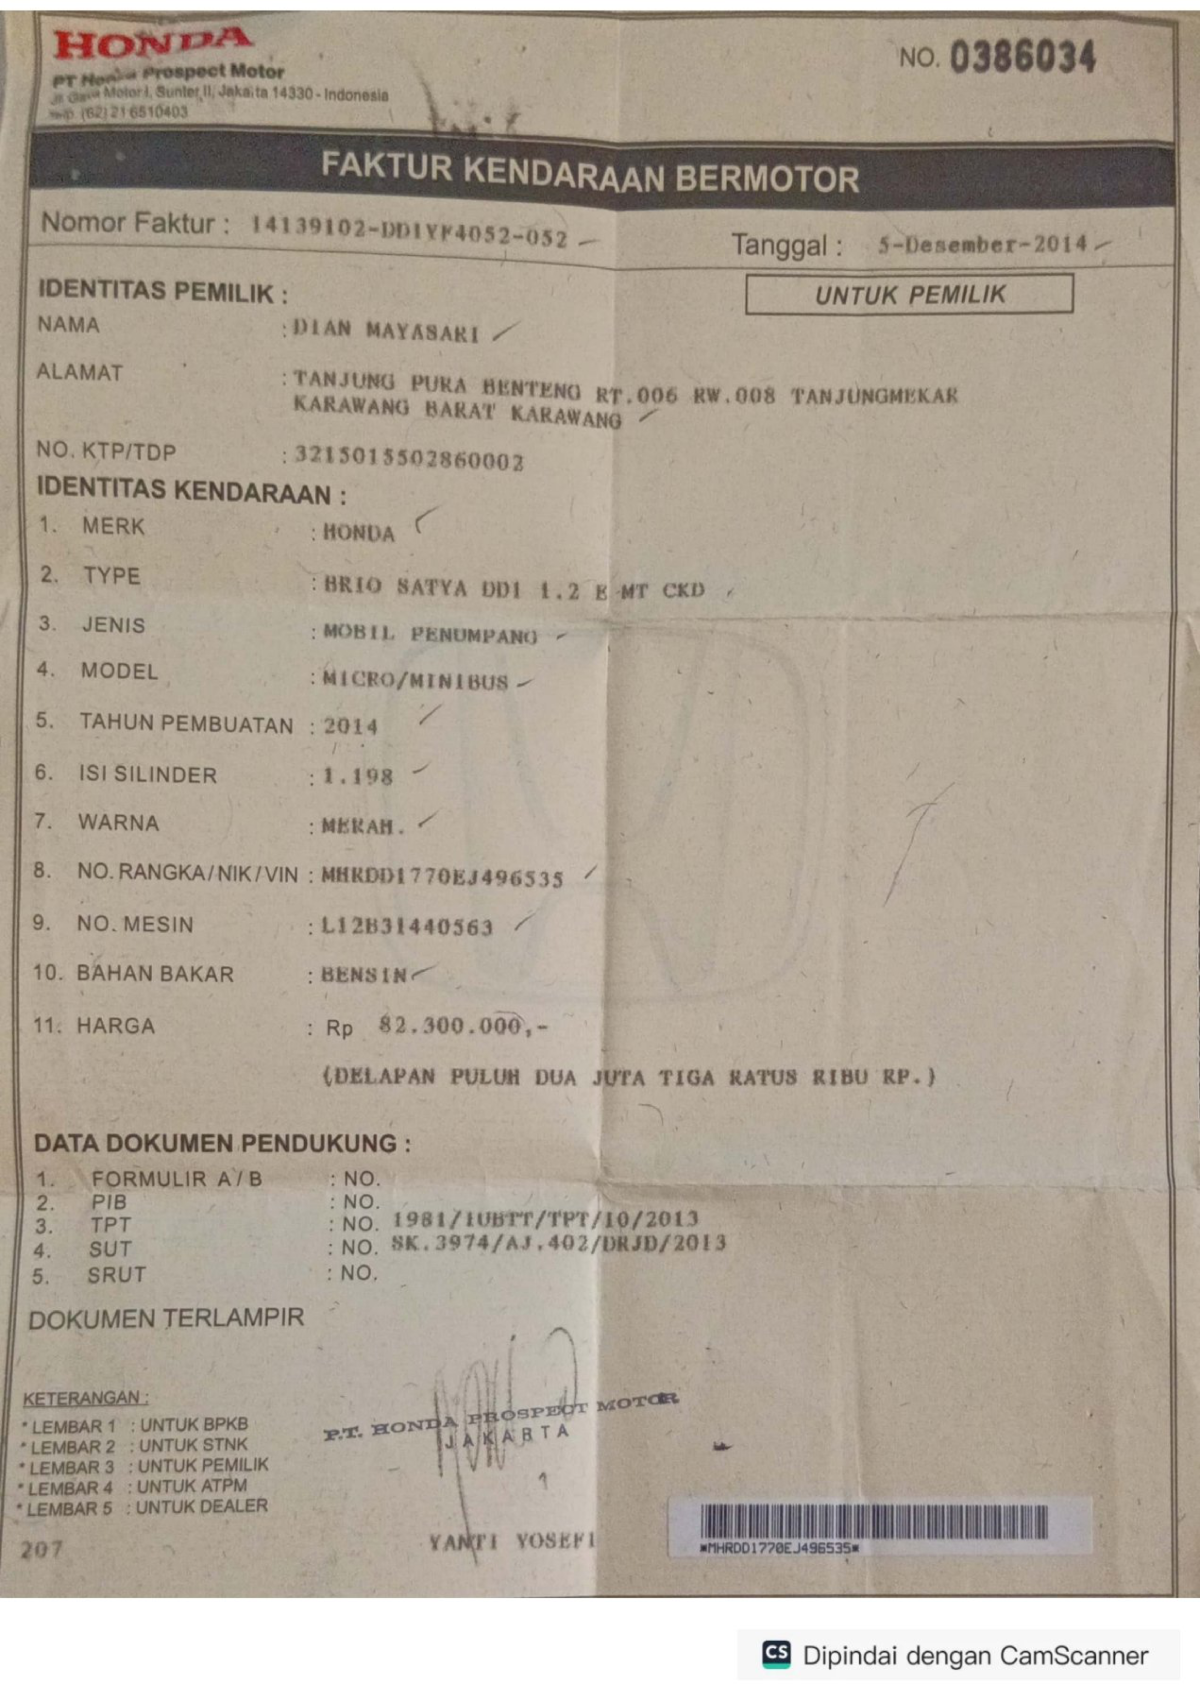 HONDA
PT Honda Prospect Motor
Jl. Gaya Motor I, Sunter II, Jakarta 14330 - Indonesia
(62) 21 6510403
NO. 0386034
FAKTUR KENDARAAN BERMOTOR
Nomor Faktur : 14139102-DD1YF4052-052
Tanggal : 5-Desember-2014
IDENTITAS PEMILIK :
UNTUK PEMILIK
NAMA : DIAN MAYASARI
ALAMAT : TANJUNG PURA BENTENG RT.006 RW.008 TANJUNGMEKAR
KARAWANG BARAT KARAWANG
NO. KTP/TDP : 3215015502860002
IDENTITAS KENDARAAN :
1. MERK : HONDA
2. TYPE : BRIO SATYA DD1 1.2 E MT CKD
3. JENIS : MOBIL PENUMPANG
4. MODEL : MICRO/MINIBUS
5. TAHUN PEMBUATAN : 2014
6. ISI SILINDER : 1.198
7. WARNA : MERAH.
8. NO. RANGKA/NIK/VIN : MHRDD1770EJ496535
9. NO. MESIN : L12B31440563
10. BAHAN BAKAR : BENSIN
11. HARGA : Rp 82.300.000,-
(DELAPAN PULUH DUA JUTA TIGA RATUS RIBU RP.)
DATA DOKUMEN PENDUKUNG :
1. FORMULIR A/B : NO.
2. PIB : NO.
3. TPT : NO. 1981/IUBTT/TPT/10/2013
4. SUT : NO. SK.3974/AJ.402/DRJD/2013
5. SRUT : NO.
DOKUMEN TERLAMPIR
KETERANGAN :
* LEMBAR 1 : UNTUK BPKB
* LEMBAR 2 : UNTUK STNK
* LEMBAR 3 : UNTUK PEMILIK
* LEMBAR 4 : UNTUK ATPM
* LEMBAR 5 : UNTUK DEALER
P.T. HONDA PROSPECT MOTOR
JAKARTA
1
207
YANTI YOSEFI
*MHRDD1770EJ496535*
CS Dipindai dengan CamScanner